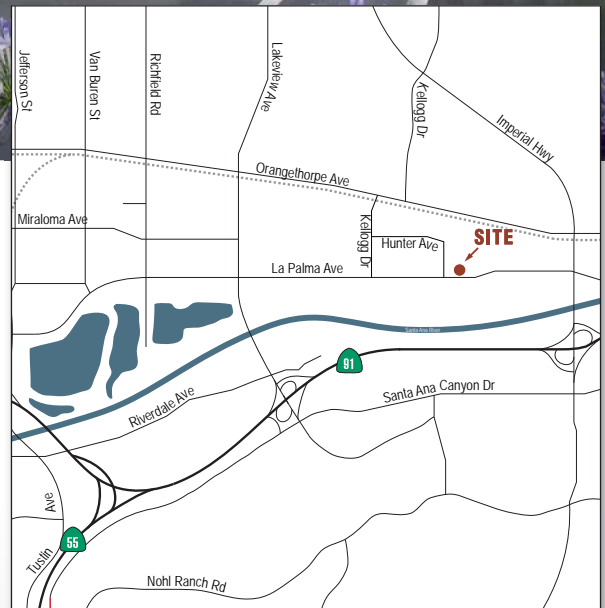 Jefferson St
Van Buren St
Richfield Rd
Lakeview Ave
Kellogg Dr
Imperial Hwy
Orangethorpe Ave
Miraloma Ave
Kellogg Dr
Hunter Ave
SITE
La Palma Ave
Santa Ana River
91
Riverdale Ave
Santa Ana Canyon Dr
Tuslin Ave
55
Nohl Ranch Rd